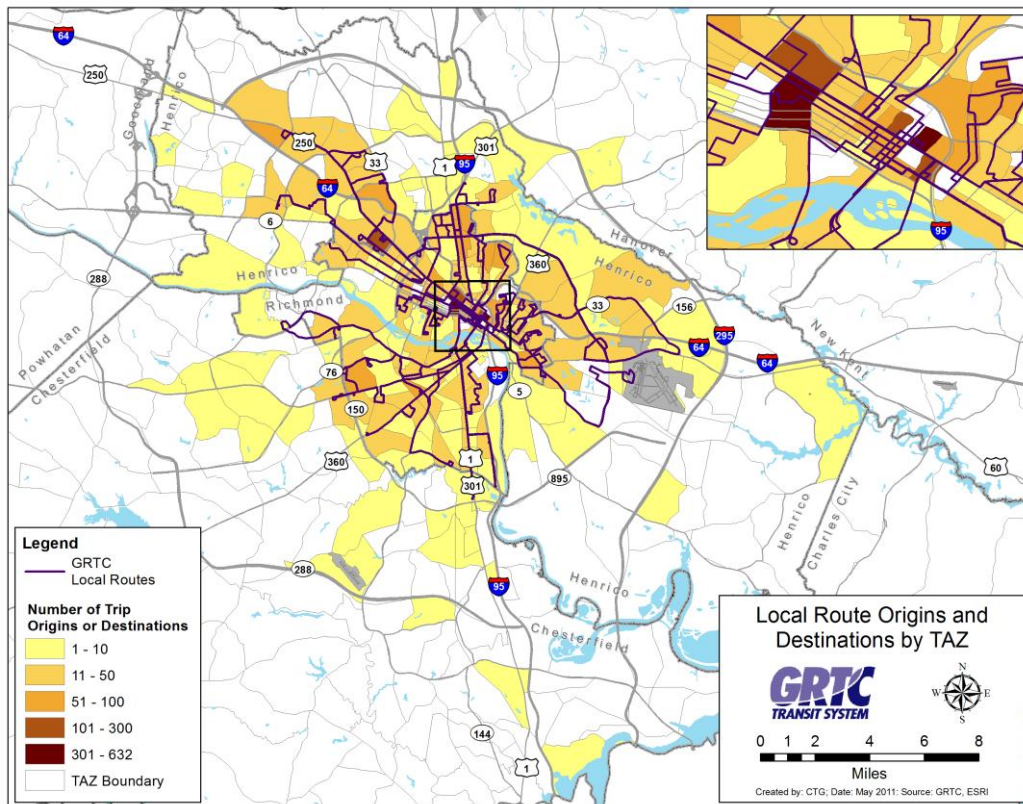 64
250
Goochland
Henrico
250
33
1
95
301
64
6
288
Hanover
360
Henrico
Henrico
Richmond
33
156
295
64
64
New Kent
Powhatan
Chesterfield
76
150
95
5
360
1
301
895
60
Henrico
Charles City
288
95
Henrico
Chesterfield
144
1
95
Legend
GRTC
Local Routes
Number of Trip
Origins or Destinations
1 - 10
11 - 50
51 - 100
101 - 300
301 - 632
TAZ Boundary
Local Route Origins and
Destinations by TAZ
GRTC
TRANSIT SYSTEM
N
W E
S
0 2 4 6 8
Miles
Created by: CTG; Date: May 2011: Source: GRTC, ESRI